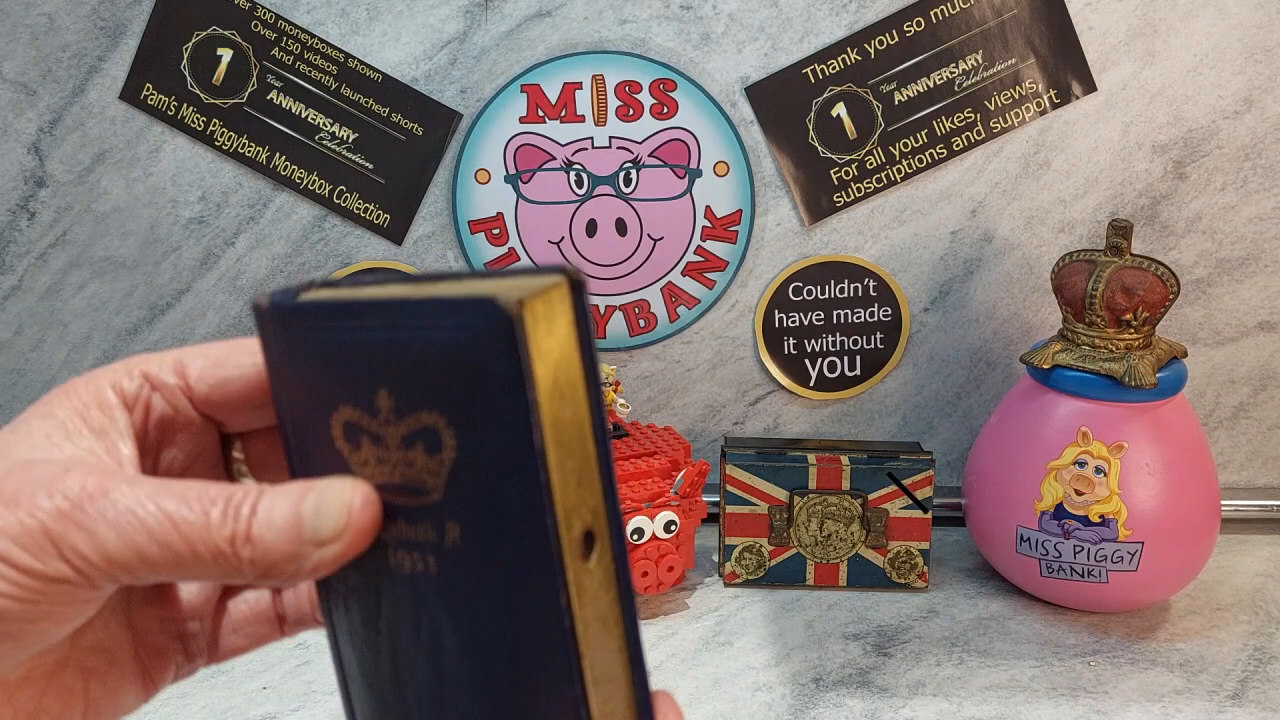 ver 300 moneyboxes shown
Over 150 videos
And recently launched shorts
1 Year
ANNIVERSARY
Celebration
Pam's Miss Piggybank Moneybox Collection
MISS
PI
YBANK
Thank you so much
1 Year
ANNIVERSARY
Celebration
For all your likes, views,
subscriptions and support
Couldn't
have made
it without
you
MISS PIGGY
BANK!
1953